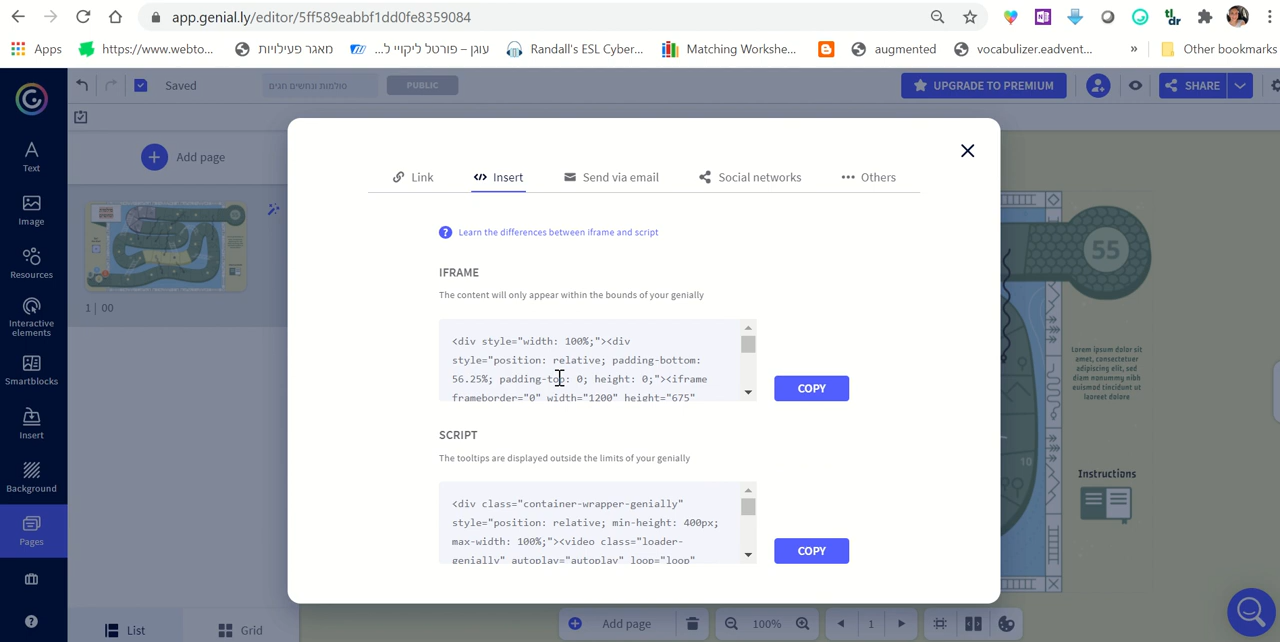 app.genial.ly/editor/5ff589eabbf1dd0fe8359084
Apps
https://www.webto...
מאגר פעילויות
עוגן – פורטל ליקויי ל...
Randall's ESL Cyber...
Matching Workshe...
augmented
vocabulizer.eadvent...
»
Other bookmarks
Saved
סולמות ונחשים חגים
PUBLIC
UPGRADE TO PREMIUM
SHARE
Text
Image
Resources
Interactive
elements
Smartblocks
Insert
Background
Pages
Add page
1 | 00
List
Grid
Link
Insert
Send via email
Social networks
Others
Learn the differences between iframe and script
IFRAME
The content will only appear within the bounds of your genially
<div style="width: 100%;"><div
style="position: relative; padding-bottom:
56.25%; padding-top: 0; height: 0;"><iframe
frameborder="0" width="1200" height="675"
COPY
SCRIPT
The tooltips are displayed outside the limits of your genially
<div class="container-wrapper-genially"
style="position: relative; min-height: 400px;
max-width: 100%;"><video class="loader-
genially" autoplay="autoplay" loop="loop"
COPY
55
Lorem ipsum dolor sit
amet, consectetuer
adipiscing elit, sed
diam nonummy nibh
euismod tincidunt ut
laoreet dolore
10
Instructions
Add page
100%
1